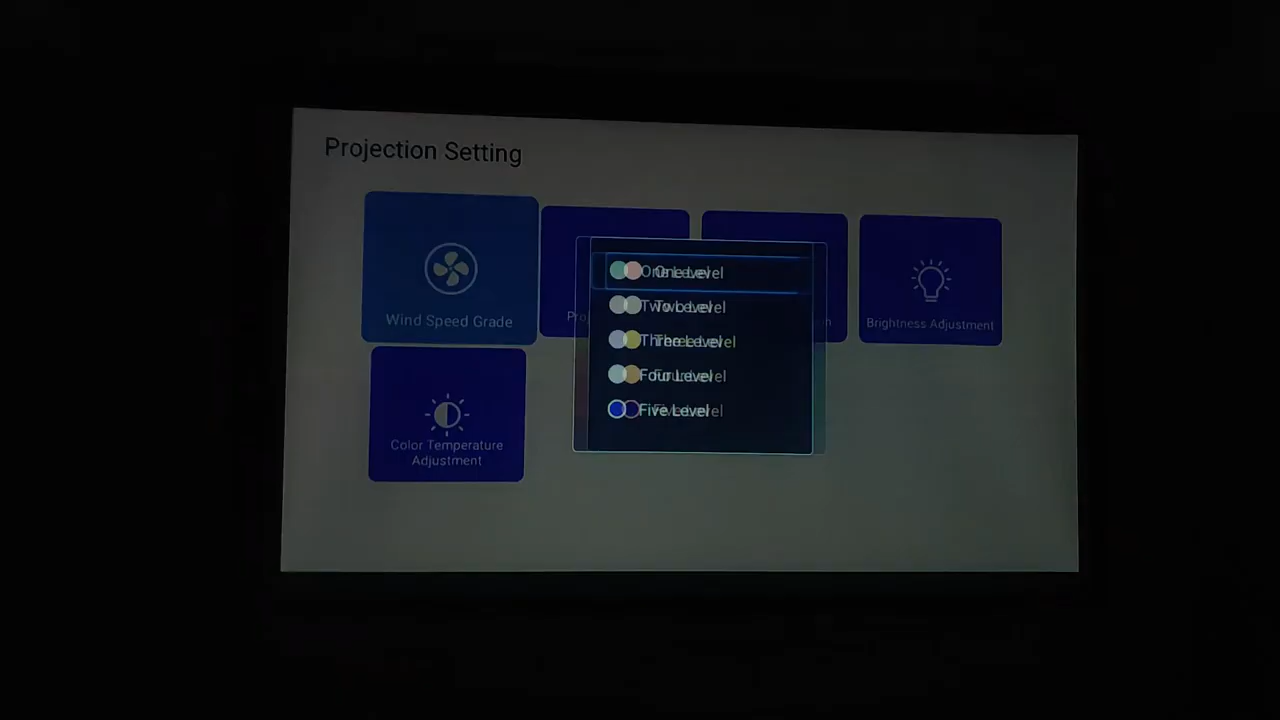 Projection Setting
Wind Speed Grade
Brightness Adjustment
Color Temperature
Adjustment
One Level
Two Level
Three Level
Four Level
Five Level